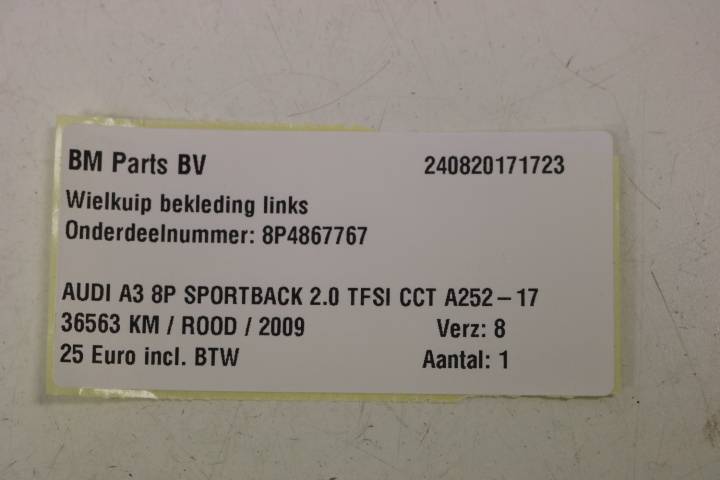 BM Parts BV 240820171723
Wielkuip bekleding links
Onderdeelnummer: 8P4867767
AUDI A3 8P SPORTBACK 2.0 TFSI CCT A252 – 17
36563 KM / ROOD / 2009 Verz: 8
25 Euro incl. BTW Aantal: 1